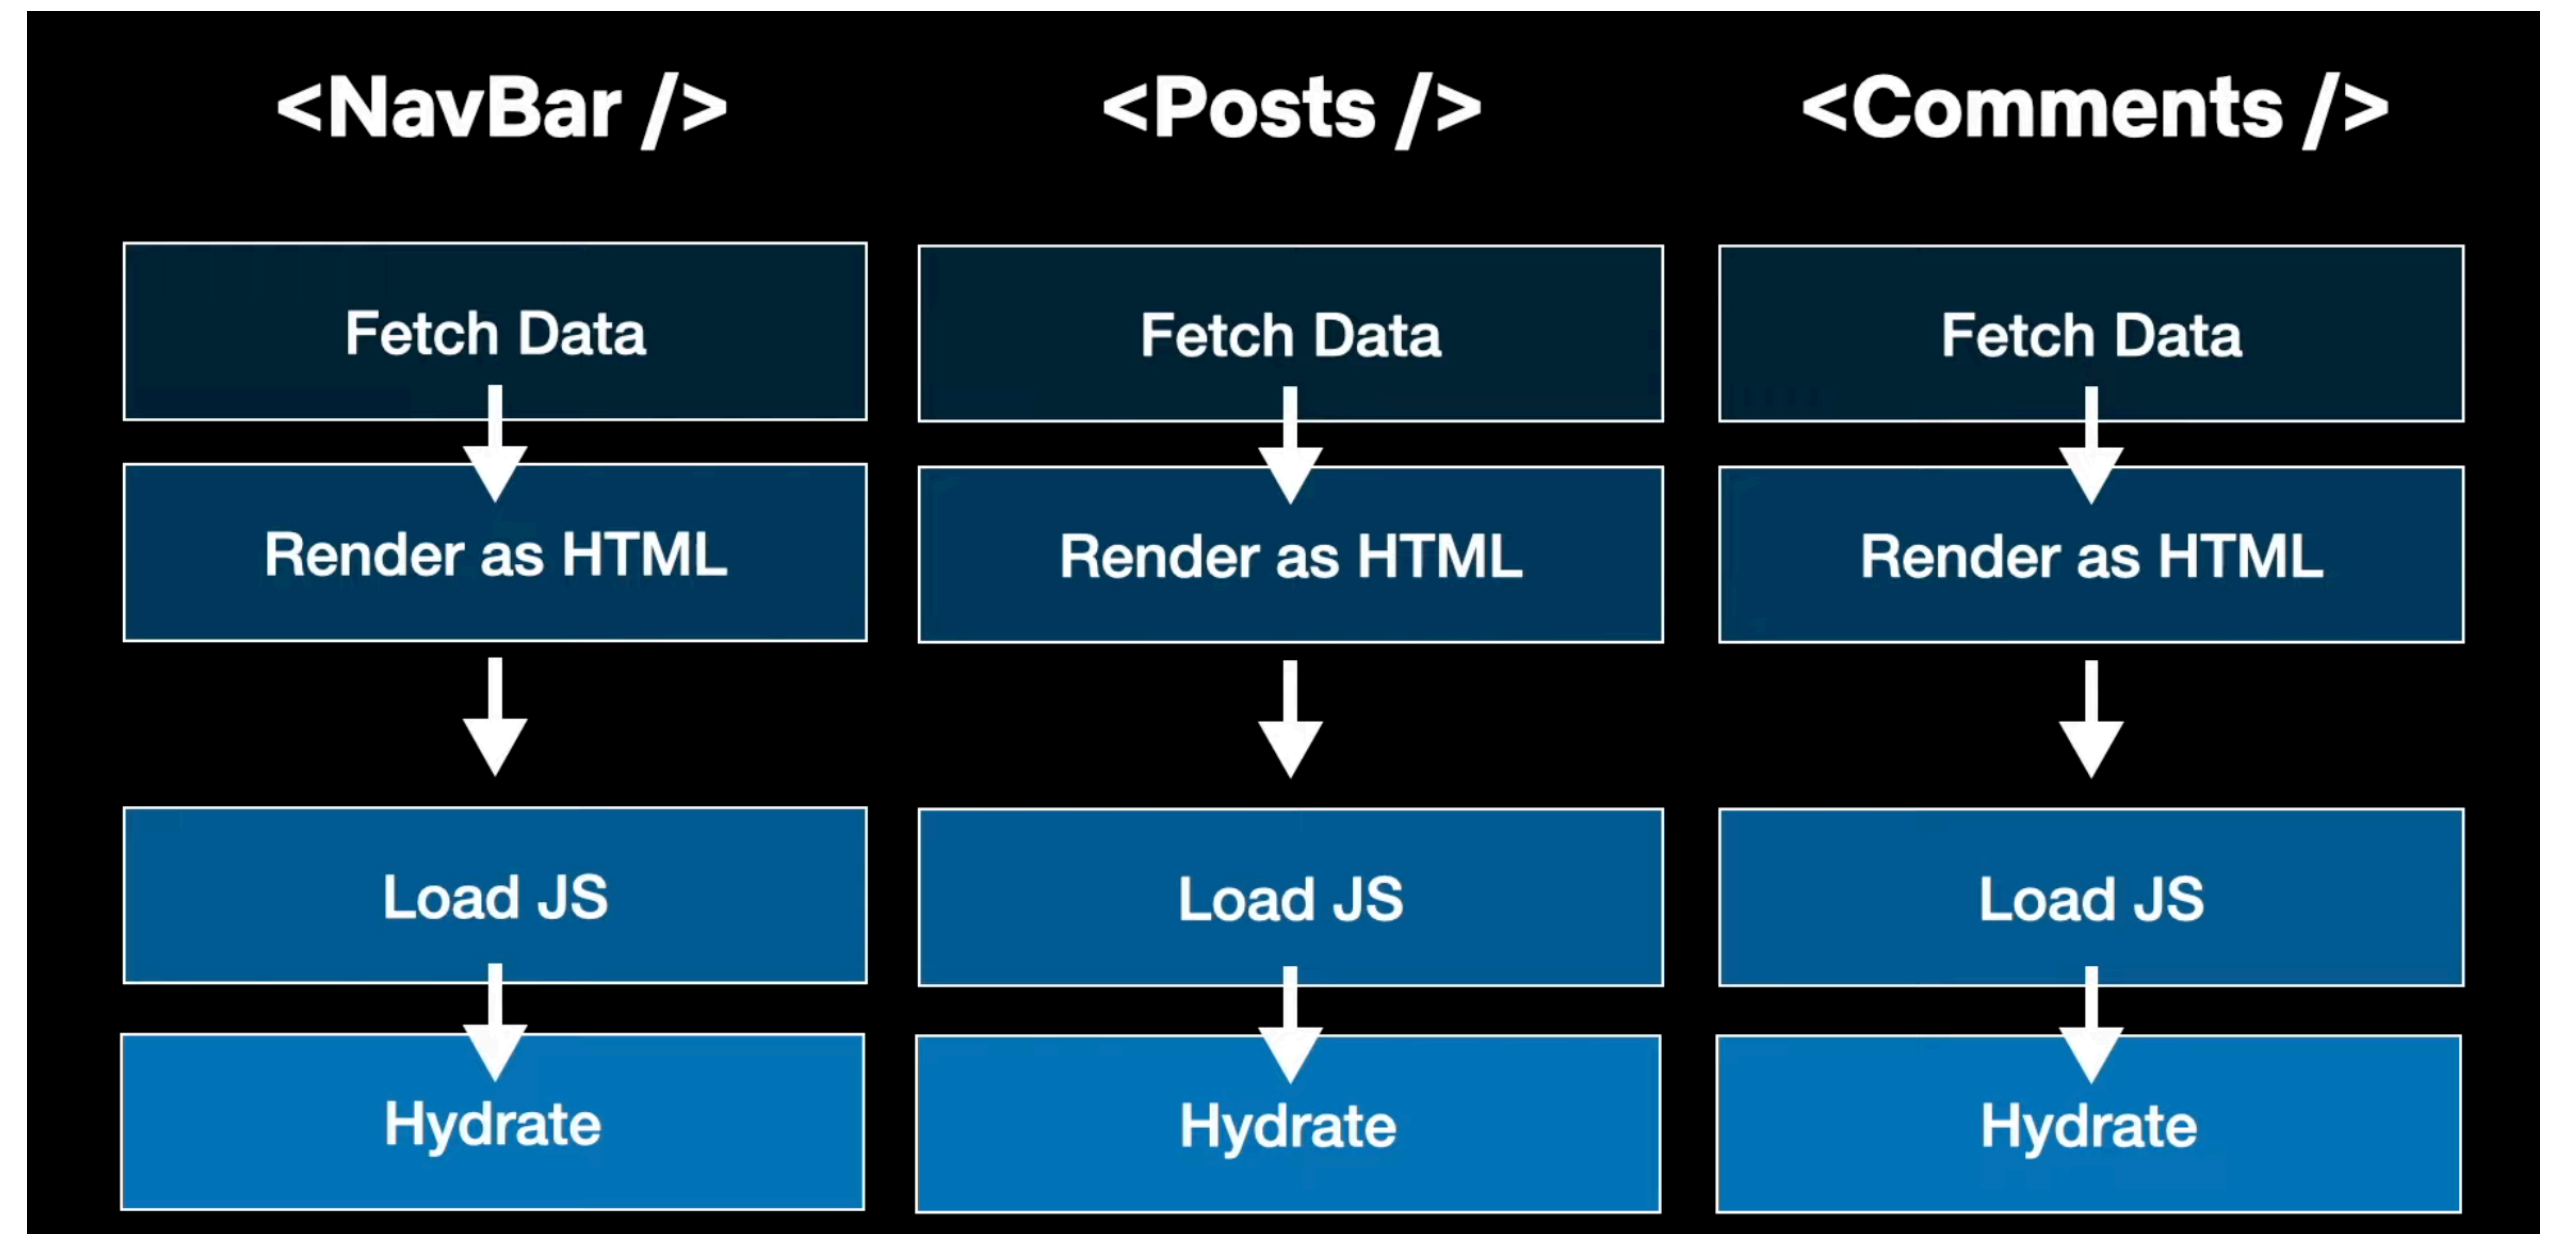 <NavBar />
<Posts />
<Comments />
Fetch Data
Fetch Data
Fetch Data
Render as HTML
Render as HTML
Render as HTML
Load JS
Load JS
Load JS
Hydrate
Hydrate
Hydrate